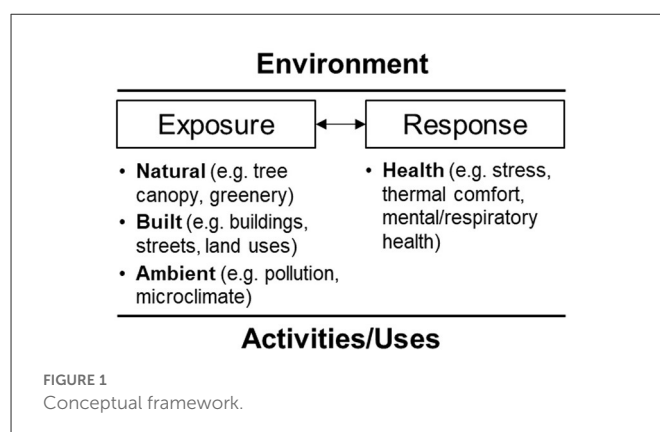 Environment
Exposure
Response
• Natural (e.g. tree
canopy, greenery)
• Built (e.g. buildings,
streets, land uses)
• Ambient (e.g. pollution,
microclimate)
• Health (e.g. stress,
thermal comfort,
mental/respiratory
health)
Activities/Uses
FIGURE 1
Conceptual framework.